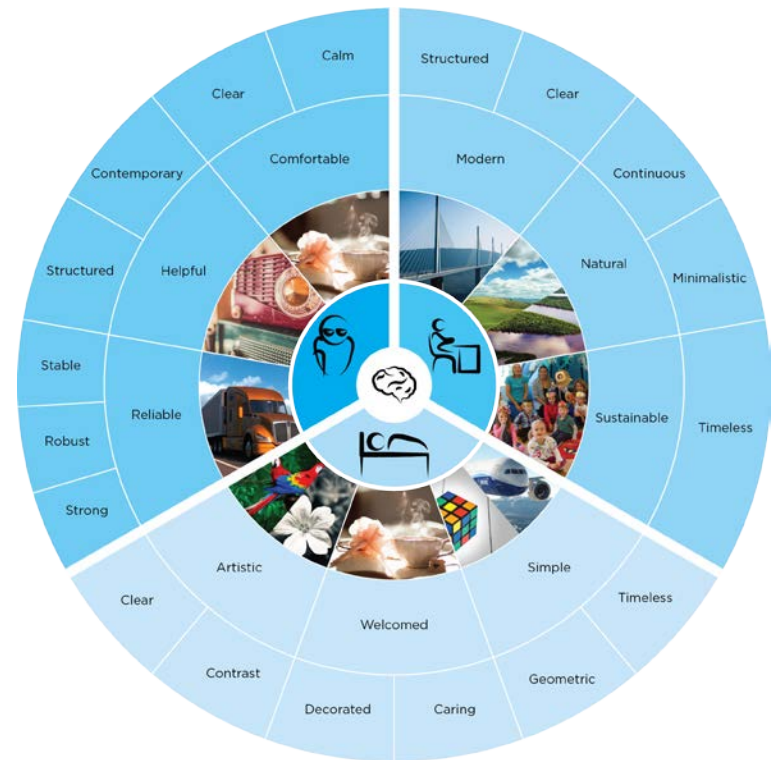 Calm
Structured
Clear
Clear
Comfortable
Modern
Contemporary
Continuous
Helpful
Natural
Structured
Minimalistic
Stable
Reliable
Sustainable
Timeless
Robust
Strong
Artistic
Simple
Clear
Timeless
Welcomed
Contrast
Geometric
Decorated
Caring